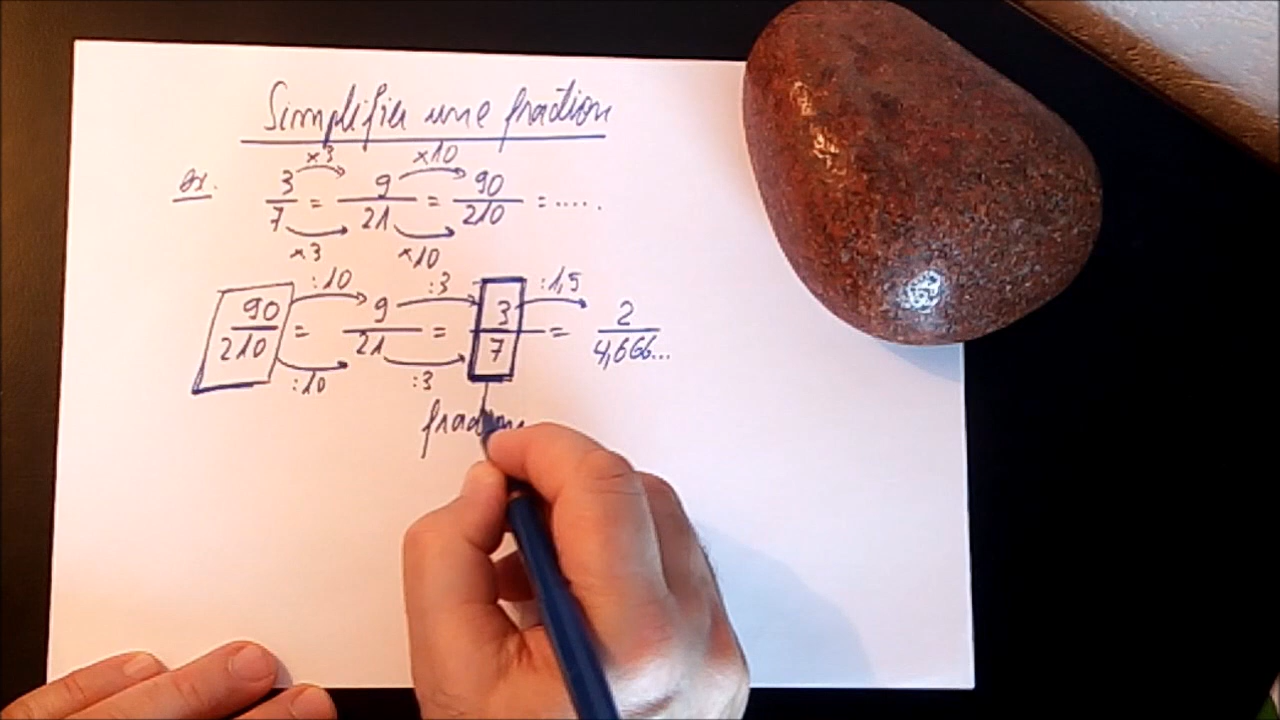 Simplifier une fraction
×3 ×10
Ex. 3/7 = 9/21 = 90/210 = .....
×3 ×10
:10 :3 :1,5
90/210 = 9/21 = 3/7 = 2/4,666...
:10 :3